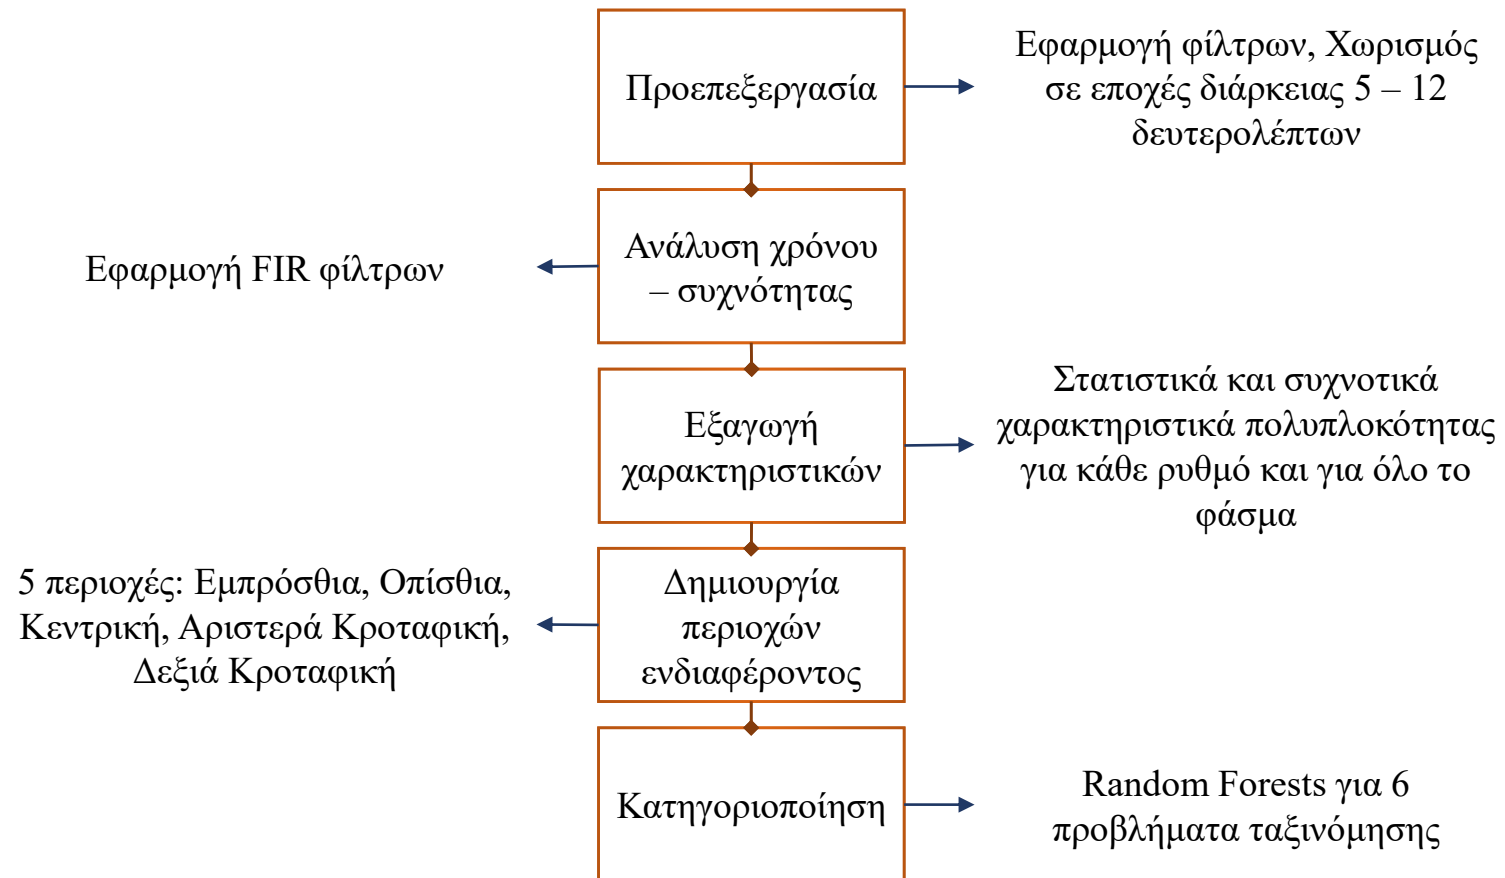 Προεπεξεργασία
Εφαρμογή φίλτρων, Χωρισμός
σε εποχές διάρκειας 5 – 12
δευτερολέπτων
Ανάλυση χρόνου
– συχνότητας
Εφαρμογή FIR φίλτρων
Εξαγωγή
χαρακτηριστικών
Στατιστικά και συχνοτικά
χαρακτηριστικά πολυπλοκότητας
για κάθε ρυθμό και για όλο το
φάσμα
Δημιουργία
περιοχών
ενδιαφέροντος
5 περιοχές: Εμπρόσθια, Οπίσθια,
Κεντρική, Αριστερά Κροταφική,
Δεξιά Κροταφική
Κατηγοριοποίηση
Random Forests για 6
προβλήματα ταξινόμησης